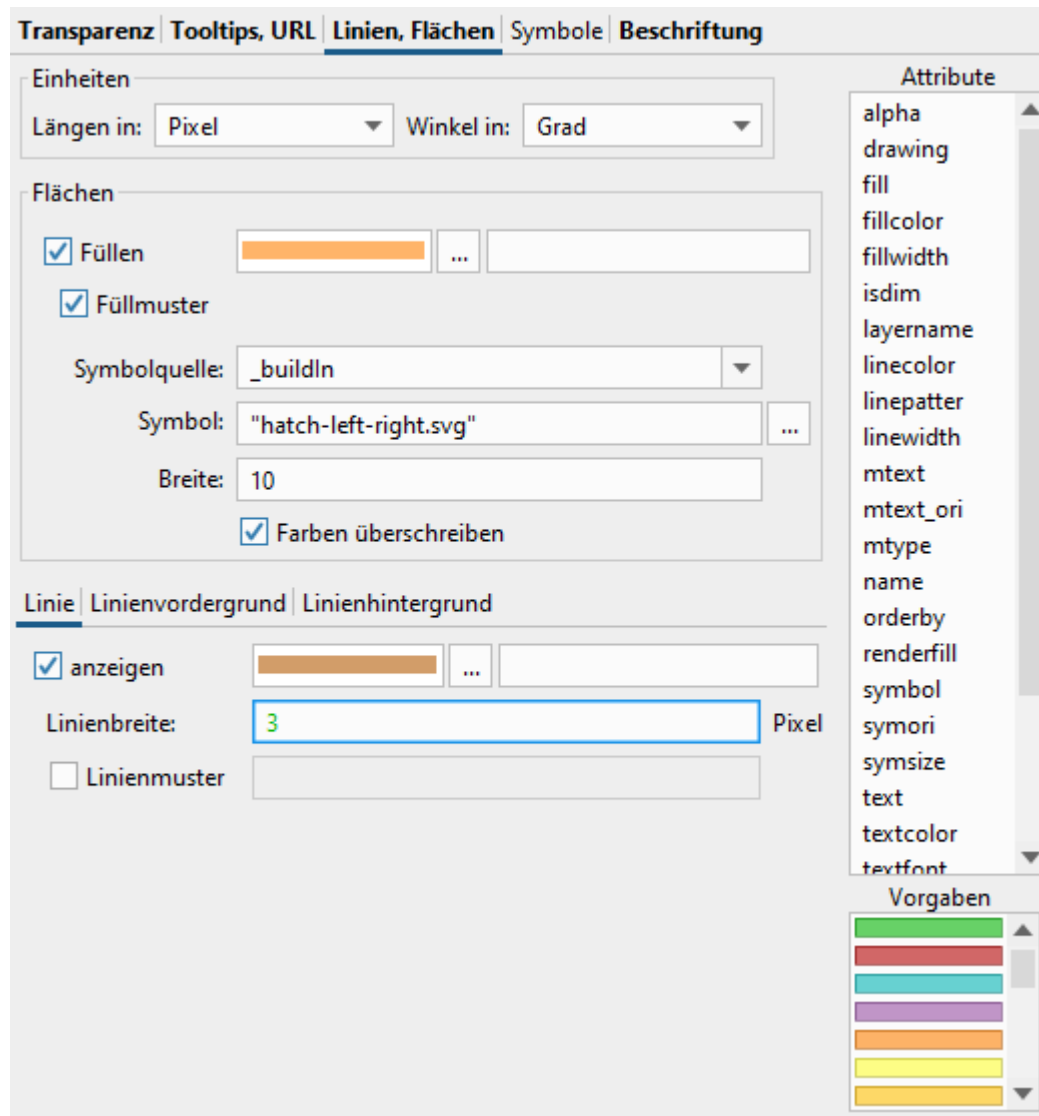 Transparenz Tooltips, URL Linien, Flächen Symbole Beschriftung
Einheiten
Längen in: Pixel Winkel in: Grad
Flächen
Füllen ...
Füllmuster
Symbolquelle: _buildIn
Symbol: "hatch-left-right.svg" ...
Breite: 10
Farben überschreiben
Linie Linienvordergrund Linienhintergrund
anzeigen ...
Linienbreite: 3 Pixel
Linienmuster
Attribute
alpha
drawing
fill
fillcolor
fillwidth
isdim
layername
linecolor
linepatter
linewidth
mtext
mtext_ori
mtype
name
orderby
renderfill
symbol
symori
symsize
text
textcolor
textfont
Vorgaben